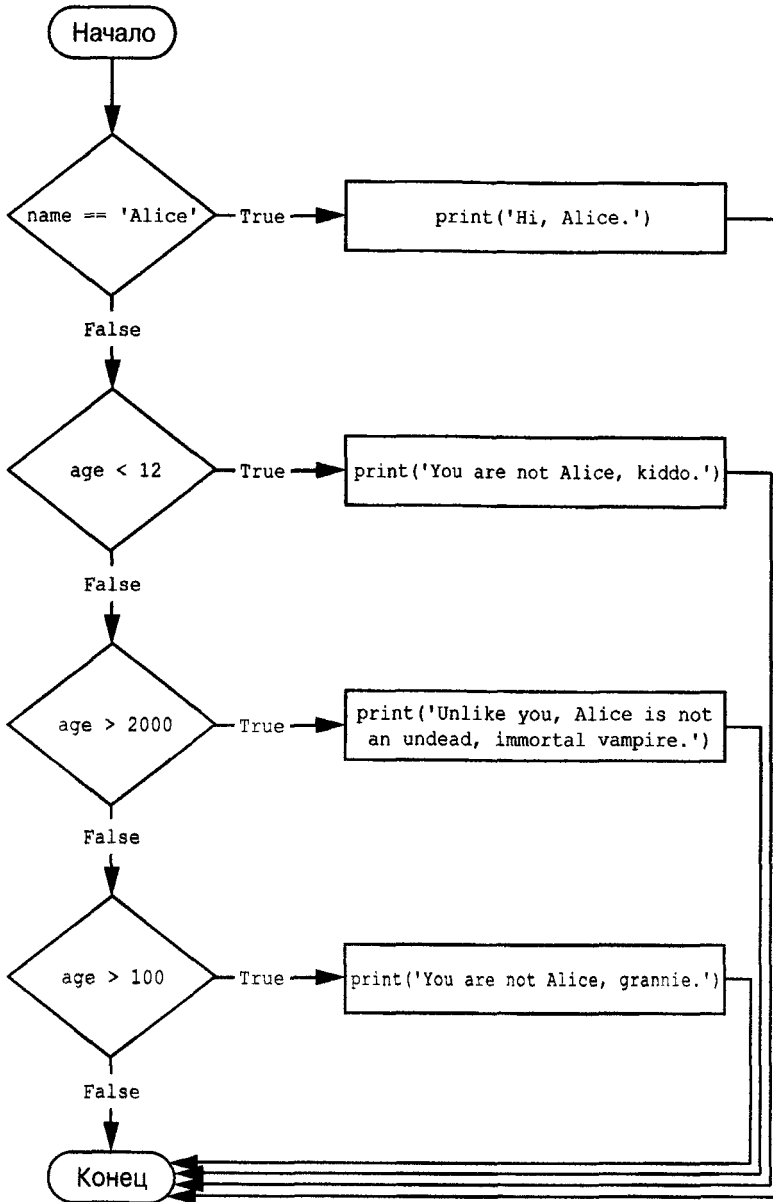 Начало
name == 'Alice'
True
print('Hi, Alice.')
False
age < 12
True
print('You are not Alice, kiddo.')
False
age > 2000
True
print('Unlike you, Alice is not
an undead, immortal vampire.')
False
age > 100
True
print('You are not Alice, grannie.')
False
Конец